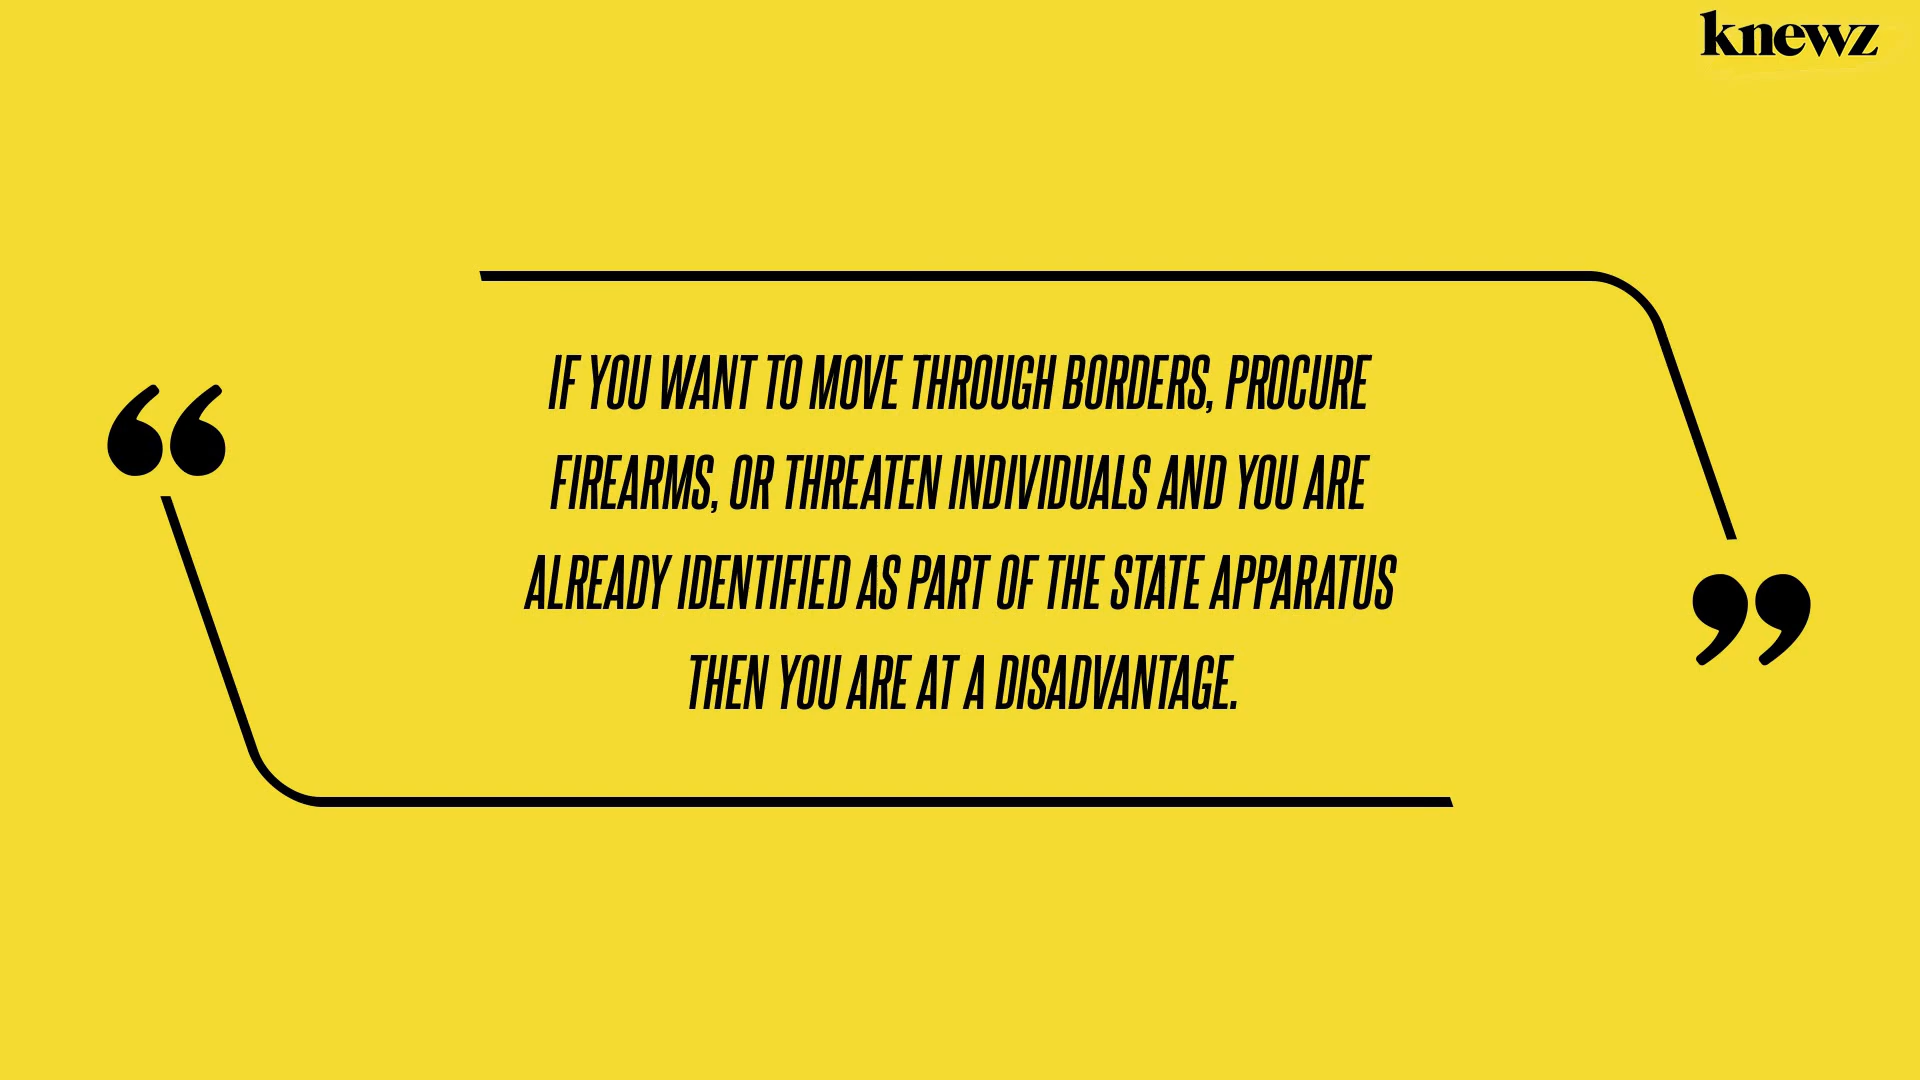 knewz
“
IF YOU WANT TO MOVE THROUGH BORDERS, PROCURE
FIREARMS, OR THREATEN INDIVIDUALS AND YOU ARE
ALREADY IDENTIFIED AS PART OF THE STATE APPARATUS
THEN YOU ARE AT A DISADVANTAGE.
”